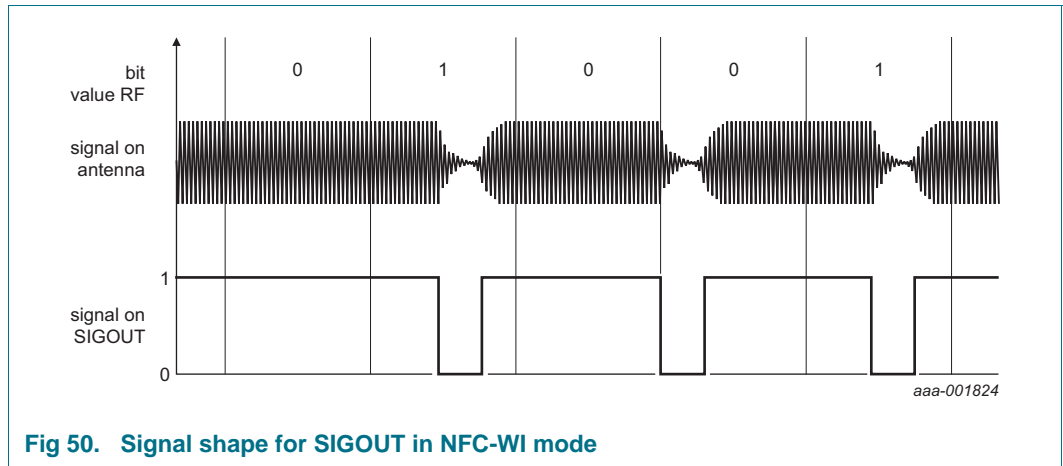 bit
value RF
0 1 0 0 1
signal on
antenna
1
signal on
SIGOUT
0
aaa-001824
Fig 50. Signal shape for SIGOUT in NFC-WI mode